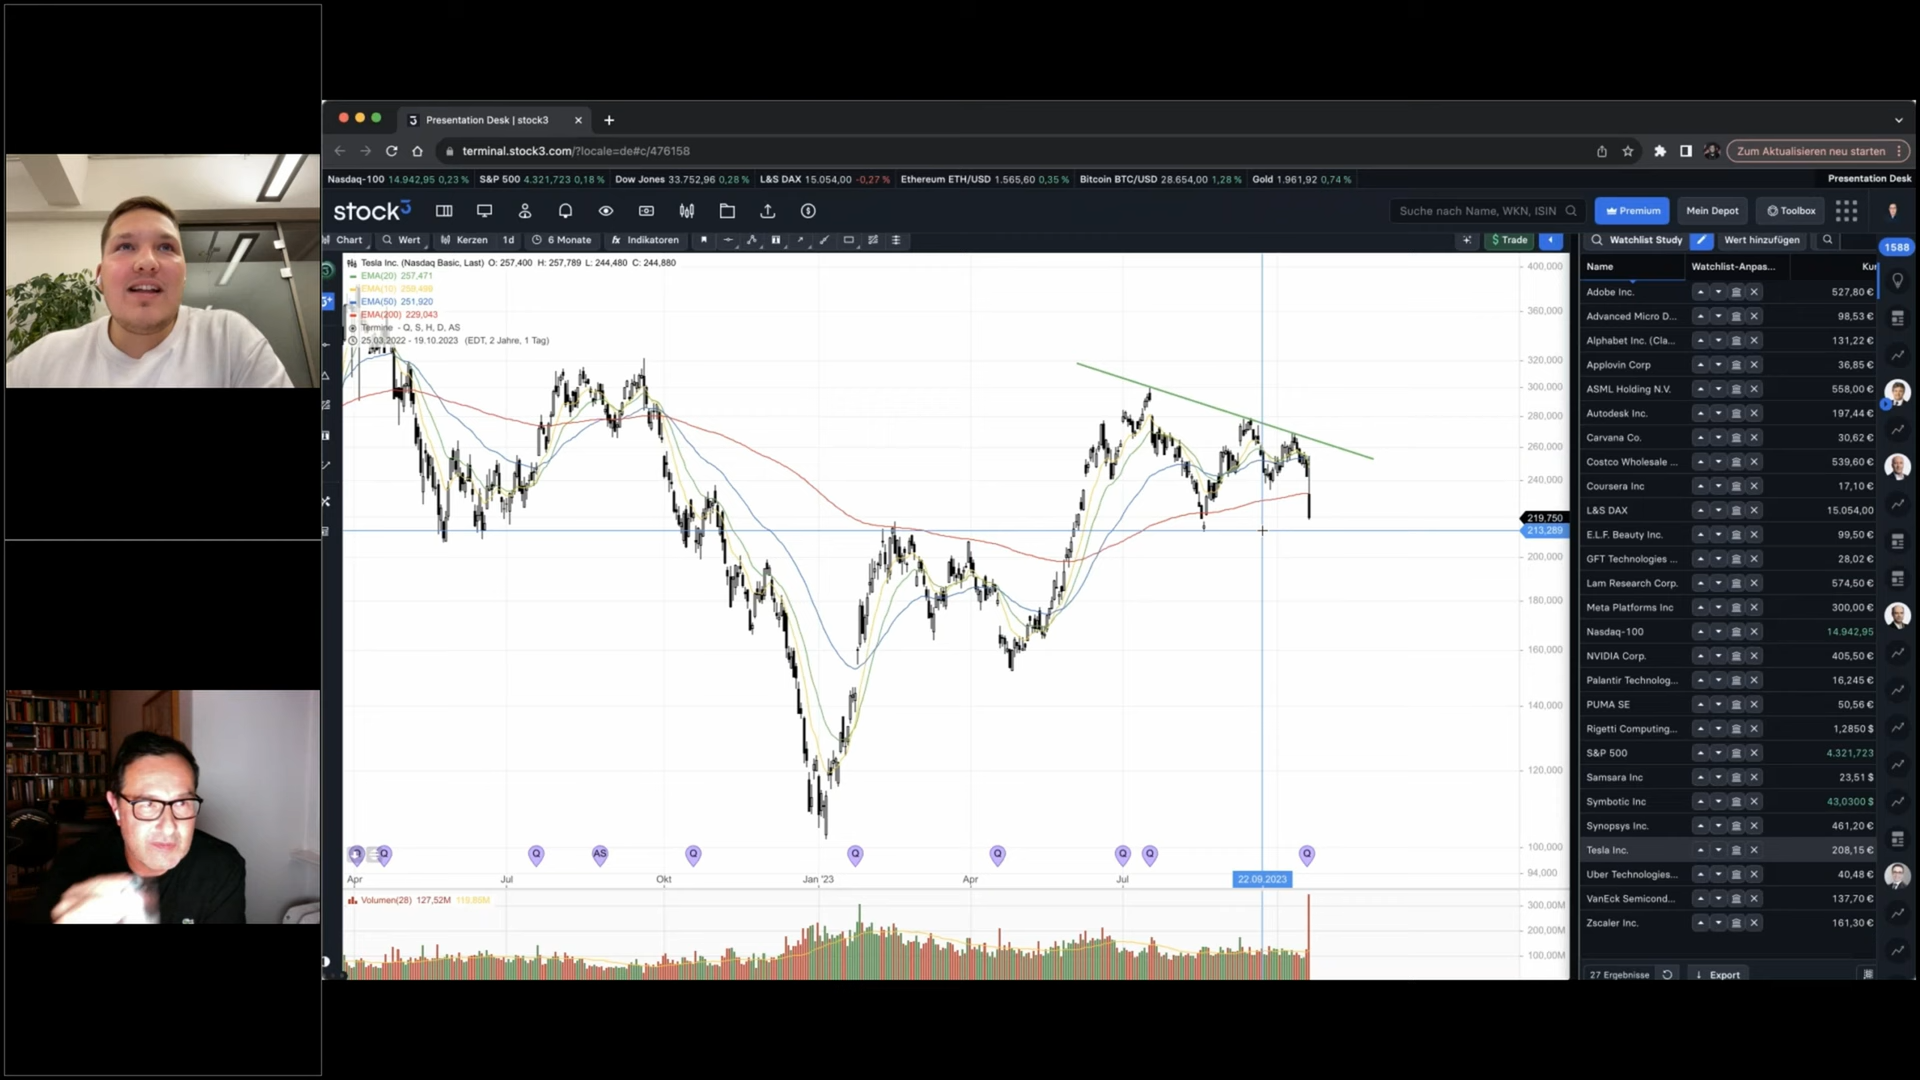 Presentation Desk | stock3
terminal.stock3.com/?locale=de#c/476158
Zum Aktualisieren neu starten
Nasdaq-100 14.942,95 0,23 % S&P 500 4.321,723 0,18 % Dow Jones 33.752,96 0,28 % L&S DAX 15.054,00 -0,27 % Ethereum ETH/USD 1.565,60 0,35 % Bitcoin BTC/USD 28.654,00 1,28 % Gold 1.961,92 0,74 %
Presentation Desk
stock3
Suche nach Name, WKN, ISIN
Premium
Mein Depot
Toolbox
Chart Wert Kerzen 1d 6 Monate Indikatoren
$ Trade
Watchlist Study
Wert hinzufügen
1588
Tesla Inc. (Nasdaq Basic, Last) O: 257,400 H: 257,789 L: 244,480 C: 244,880
EMA(20) 257,471
EMA(50) 251,920
EMA(200) 229,043
Termine - Q, S, H, D, AS
25.03.2022 - 19.10.2023 (EDT, 2 Jahre, 1 Tag)
400,000
360,000
320,000
300,000
280,000
260,000
240,000
219,750
213,289
200,000
180,000
160,000
140,000
120,000
100,000
94,000
Q Q AS Q Q Q Q Q Q
Apr Jul Okt Jan '23 Apr Jul 22.09.2023
Volumen(28) 127,52M
300,00M
200,00M
100,00M
Name Watchlist-Anpas... Ku
Adobe Inc. 527,80 €
Advanced Micro D... 98,53 €
Alphabet Inc. (Cla... 131,22 €
Applovin Corp 36,85 €
ASML Holding N.V. 558,00 €
Autodesk Inc. 197,44 €
Carvana Co. 30,62 €
Costco Wholesale ... 539,60 €
Coursera Inc 17,10 €
L&S DAX 15.054,00
E.L.F. Beauty Inc. 99,50 €
GFT Technologies ... 28,02 €
Lam Research Corp. 574,50 €
Meta Platforms Inc 300,00 €
Nasdaq-100 14.942,95
NVIDIA Corp. 405,50 €
Palantir Technolog... 16,245 €
PUMA SE 50,56 €
Rigetti Computing... 1,2850 $
S&P 500 4.321,723
Samsara Inc 23,51 $
Symbotic Inc 43,0300 $
Synopsys Inc. 461,20 €
Tesla Inc. 208,15 €
Uber Technologies... 40,48 €
VanEck Semicond... 137,70 €
Zscaler Inc. 161,30 €
27 Ergebnisse
Export